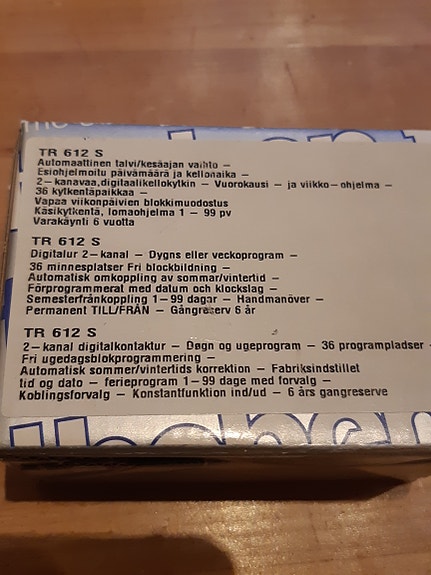 TR 612 S
Automaattinen talvi/kesäajan vaihto –
Esiohjelmoitu päivämäärä ja kellonaika –
2–kanavaa,digitaalikellokytkin – Vuorokausi – ja viikko–ohjelma –
36 kytkentäpaikkaa –
Vapaa viikonpäivien blokkimuodostus
Käsikytkentä, lomaohjelma 1 – 99 pv
Varakäynti 6 vuotta
TR 612 S
Digitalur 2–kanal – Dygns eller veckoprogram –
36 minnesplatser Fri blockbildning –
Automatisk omkoppling av sommar/vintertid –
Förprogrammerat med datum och klockslag –
Semesterfrånkoppling 1–99 dagar – Handmanöver –
Permanent TILL/FRÅN – Gångreserv 6 år
TR 612 S
2–kanal digitalkontaktur – Døgn og ugeprogram – 36 programpladser –
Fri ugedagsblokprogrammering –
Automatisk sommer/vintertids korrektion – Fabriksindstillet
tid og dato – ferieprogram 1–99 dage med forvalg –
Koblingsforvalg – Konstantfunktion ind/ud – 6 års gangreserve